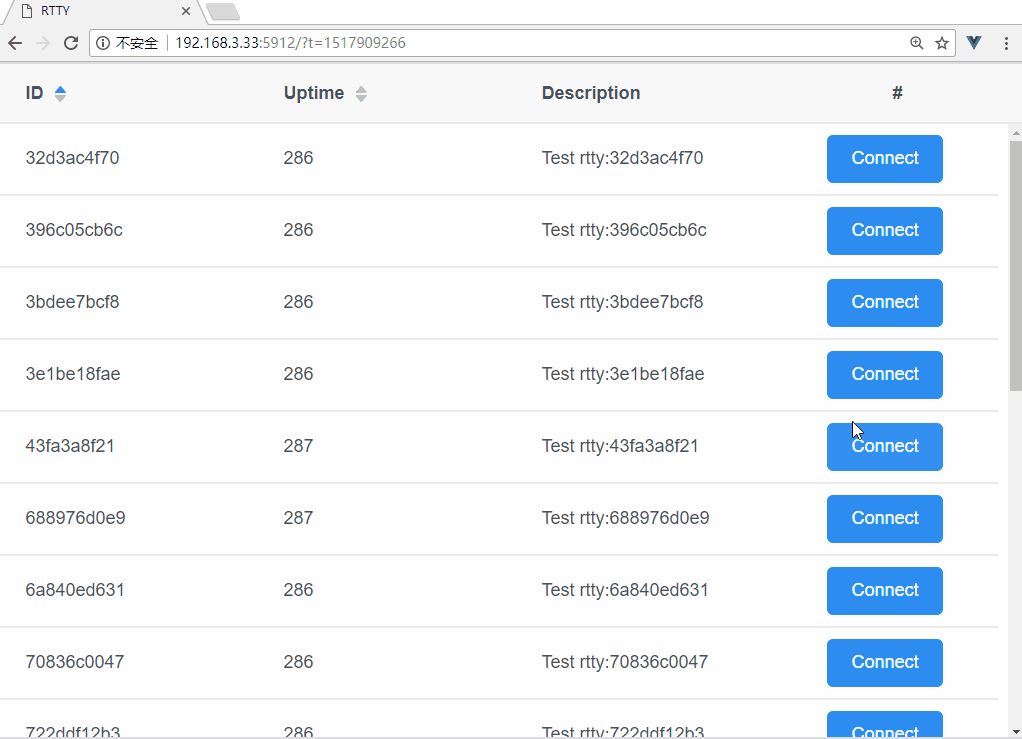 RTTY
不安全 192.168.3.33:5912/?t=1517909266
ID Uptime Description #
32d3ac4f70 286 Test rtty:32d3ac4f70 Connect
396c05cb6c 286 Test rtty:396c05cb6c Connect
3bdee7bcf8 286 Test rtty:3bdee7bcf8 Connect
3e1be18fae 286 Test rtty:3e1be18fae Connect
43fa3a8f21 287 Test rtty:43fa3a8f21 Connect
688976d0e9 287 Test rtty:688976d0e9 Connect
6a840ed631 286 Test rtty:6a840ed631 Connect
70836c0047 286 Test rtty:70836c0047 Connect
722ddf12b3 286 Test rtty:722ddf12b3 Connect